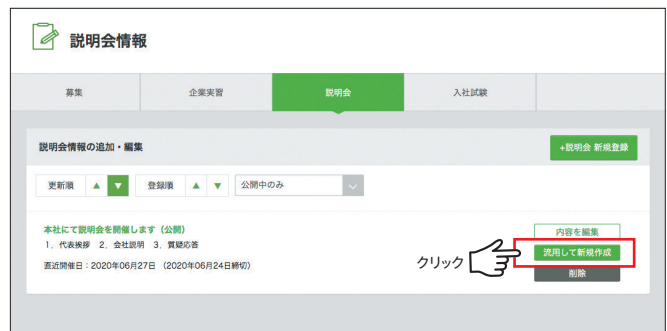 説明会情報
募集
企業実習
説明会
入社試験
説明会情報の追加・編集
+説明会 新規登録
更新順 ▲ ▼ 登録順 ▲ ▼ 公開中のみ
本社にて説明会を開催します（公開）
1. 代表挨拶 2. 会社説明 3. 質疑応答
直近開催日：2020年06月27日 （2020年06月24日締切）
内容を編集
流用して新規作成
削除
クリック